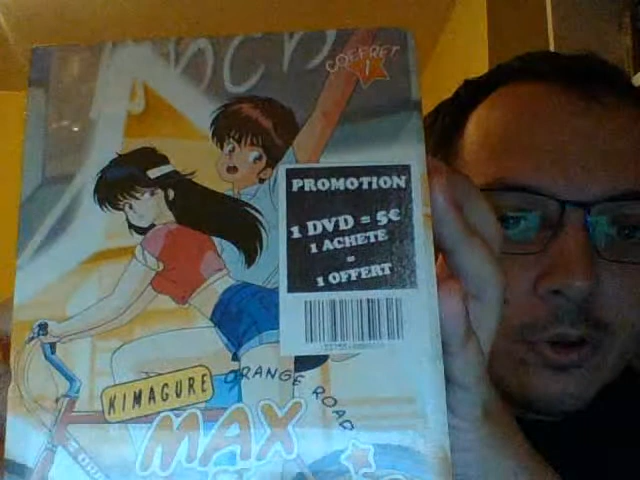 COFFRET
1
PROMOTION
1 DVD = 5€
1 ACHETE
=
1 OFFERT
KIMAGURE
ORANGE ROAD
MAX